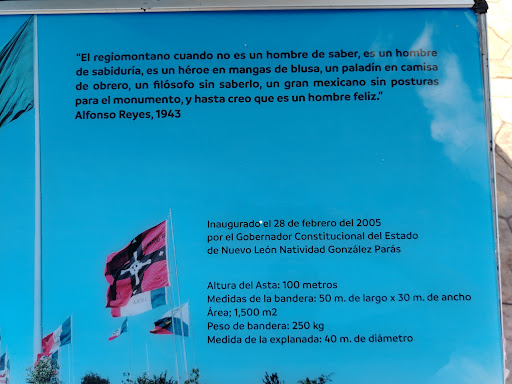 "El regiomontano cuando no es un hombre de saber, es un hombre
de sabiduría, es un héroe en mangas de blusa, un paladín en camisa
de obrero, un filósofo sin saberlo, un gran mexicano sin posturas
para el monumento, y hasta creo que es un hombre feliz."
Alfonso Reyes, 1943
Inaugurado el 28 de febrero del 2005
por el Gobernador Constitucional del Estado
de Nuevo León Natividad González Parás
Altura del Asta: 100 metros
Medidas de la bandera: 50 m. de largo x 30 m. de ancho
Área; 1,500 m2
Peso de bandera: 250 kg
Medida de la explanada: 40 m. de diámetro